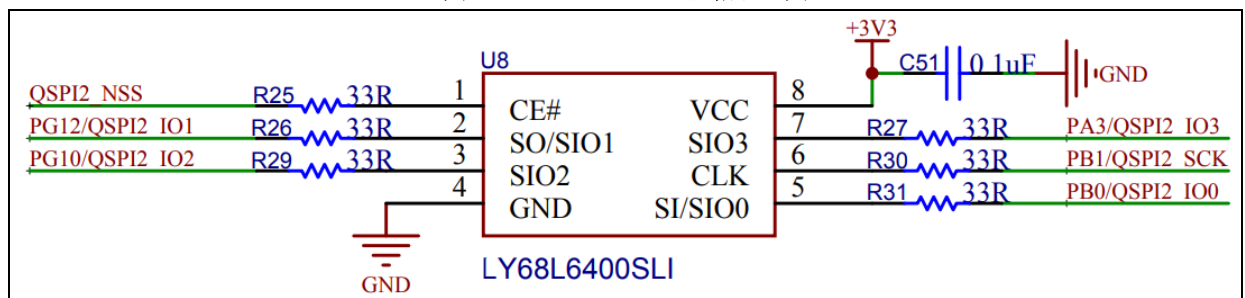 +3V3
U8
C51 0.1uF
GND
QSPI2_NSS R25 33R 1 CE# VCC 8
PG12/QSPI2_IO1 R26 33R 2 SO/SIO1 SIO3 7 R27 33R PA3/QSPI2_IO3
PG10/QSPI2_IO2 R29 33R 3 SIO2 CLK 6 R30 33R PB1/QSPI2_SCK
4 GND SI/SIO0 5 R31 33R PB0/QSPI2_IO0
GND
LY68L6400SLI